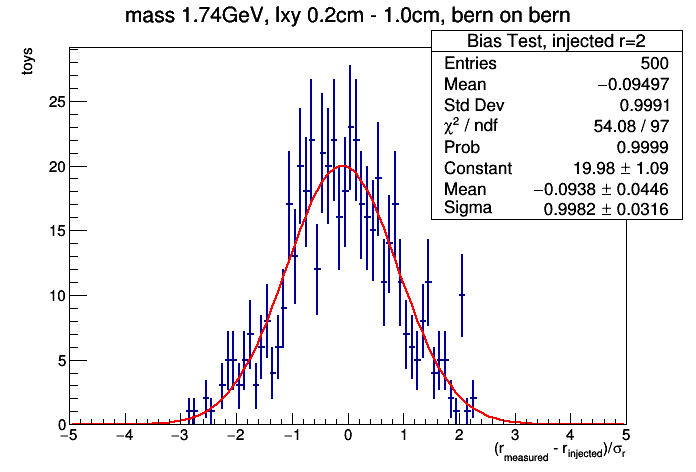 mass 1.74GeV, lxy 0.2cm - 1.0cm, bern on bern
Bias Test, injected r=2
Entries 500
Mean −0.09497
Std Dev 0.9991
χ² / ndf 54.08 / 97
Prob 0.9999
Constant 19.98 ± 1.09
Mean −0.0938 ± 0.0446
Sigma 0.9982 ± 0.0316
toys
25
20
15
10
5
0
−5 −4 −3 −2 −1 0 1 2 3 4 5
(r_measured - r_injected)/σ_r